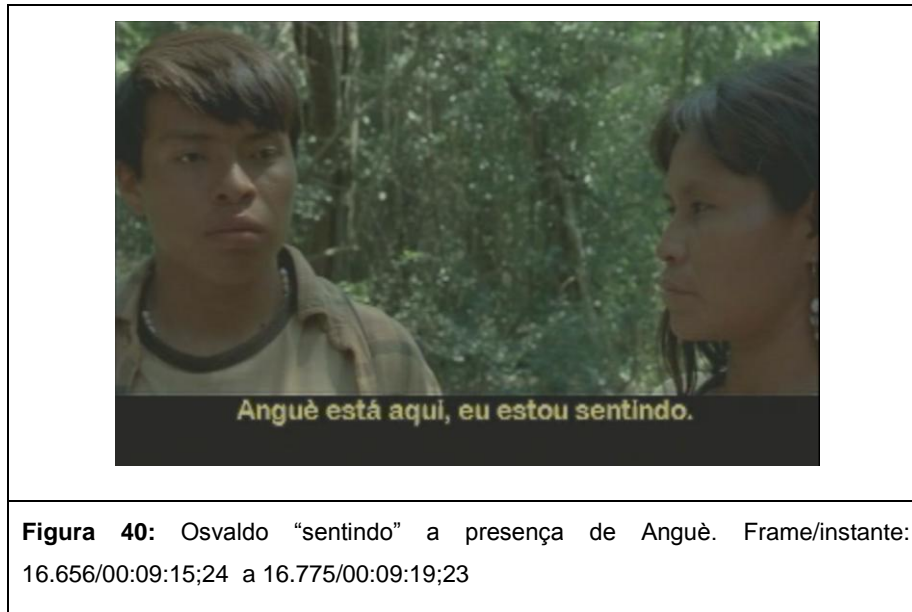 Anguè está aqui, eu estou sentindo.
Figura 40: Osvaldo “sentindo” a presença de Anguè. Frame/instante:
16.656/00:09:15;24 a 16.775/00:09:19;23